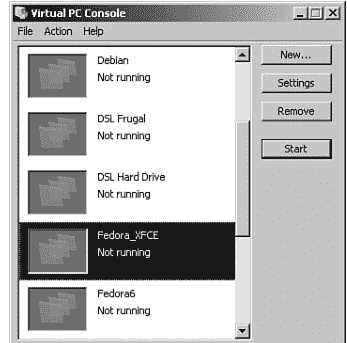 Virtual PC Console
File Action Help
Debian
Not running
DSL Frugal
Not running
DSL Hard Drive
Not running
Fedora_XFCE
Not running
Fedora6
Not running
New...
Settings
Remove
Start